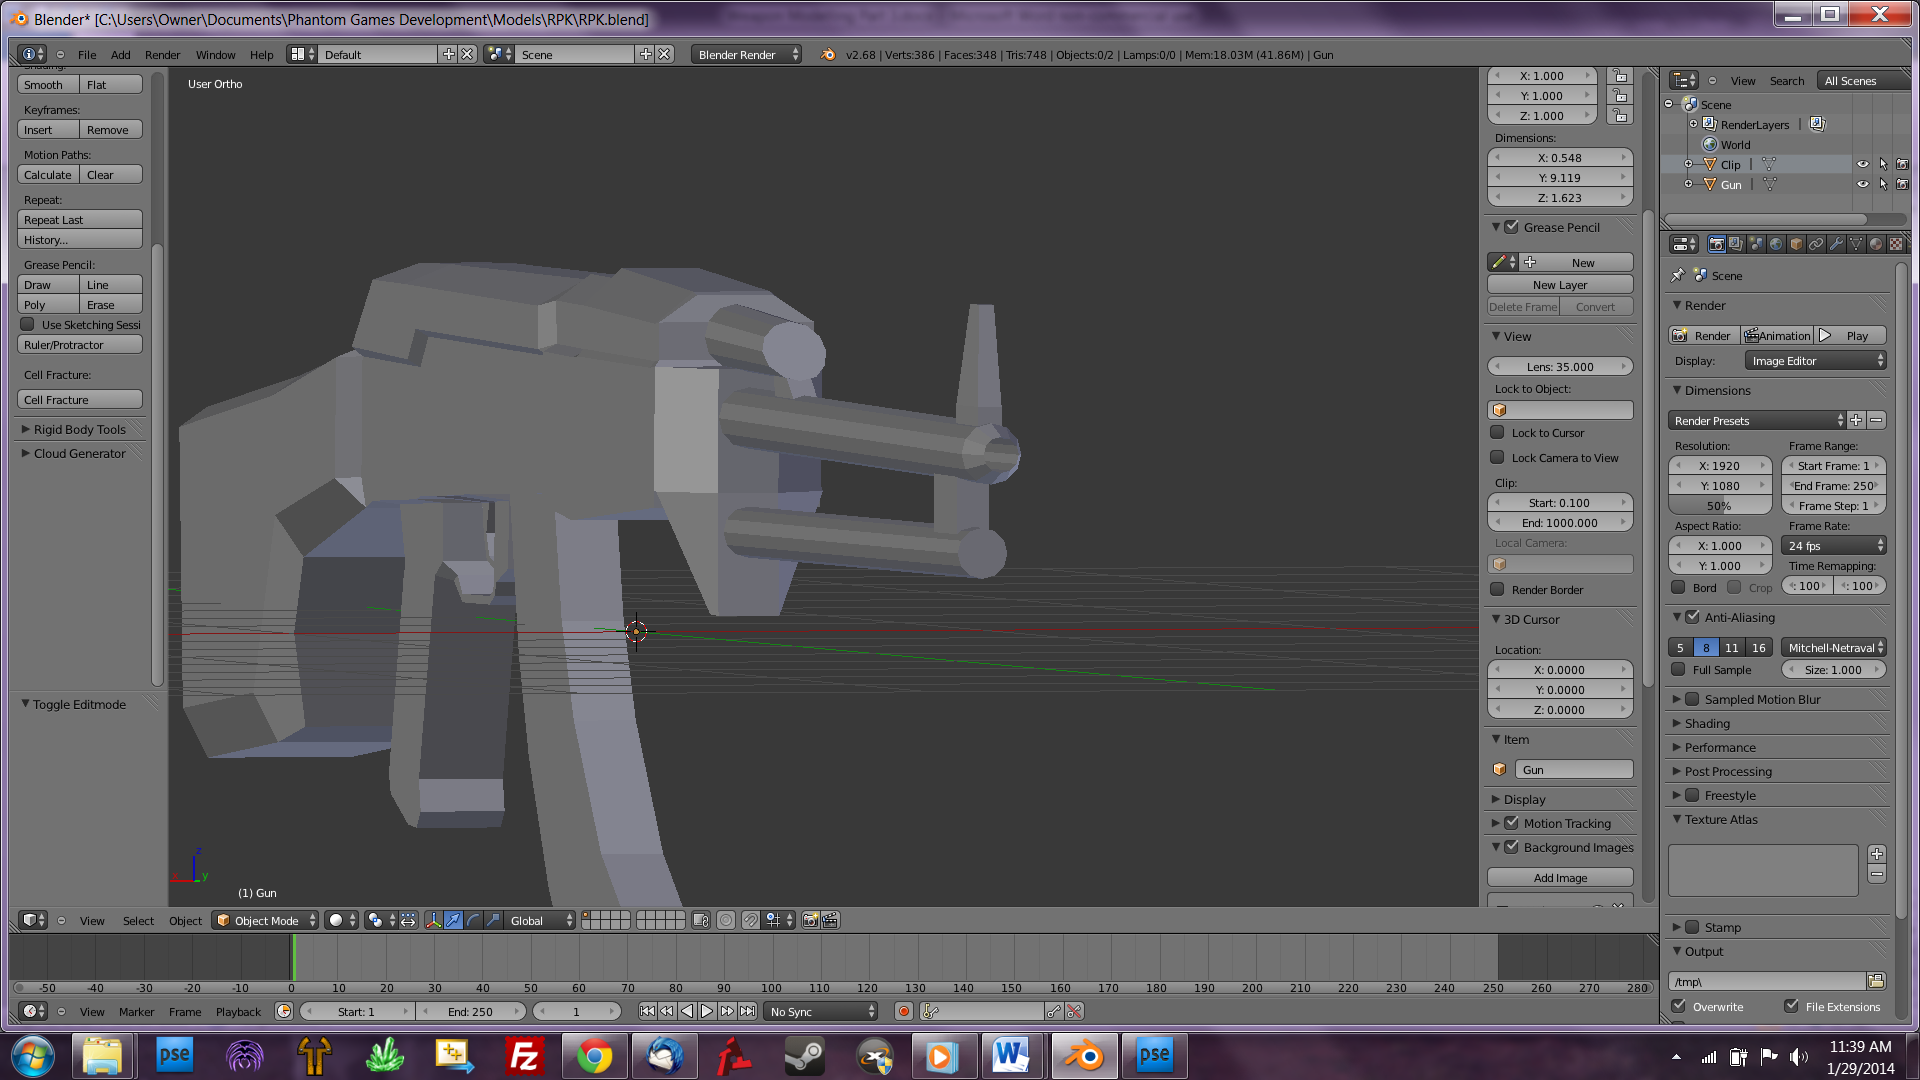 Blender* [C:\Users\Owner\Documents\Phantom Games Development\Models\RPK\RPK.blend]
File Add Render Window Help Default Scene Blender Render v2.68 | Verts:386 | Faces:348 | Tris:748 | Objects:0/2 | Lamps:0/0 | Mem:18.03M (41.86M) | Gun
Smooth Flat
Keyframes:
Insert Remove
Motion Paths:
Calculate Clear
Repeat:
Repeat Last
History...
Grease Pencil:
Draw Line
Poly Erase
Use Sketching Sessi
Ruler/Protractor
Cell Fracture:
Cell Fracture
Rigid Body Tools
Cloud Generator
Toggle Editmode
User Ortho
z
x y
(1) Gun
X: 1.000
Y: 1.000
Z: 1.000
Dimensions:
X: 0.548
Y: 9.119
Z: 1.623
Grease Pencil
New
New Layer
Delete Frame Convert
View
Lens: 35.000
Lock to Object:
Lock to Cursor
Lock Camera to View
Clip:
Start: 0.100
End: 1000.000
Local Camera:
Render Border
3D Cursor
Location:
X: 0.0000
Y: 0.0000
Z: 0.0000
Item
Gun
Display
Motion Tracking
Background Images
Add Image
View Search All Scenes
Scene
RenderLayers |
World
Clip |
Gun |
Scene
Render
Render Animation Play
Display: Image Editor
Dimensions
Render Presets
Resolution: Frame Range:
X: 1920 Start Frame: 1
Y: 1080 End Frame: 250
50% Frame Step: 1
Aspect Ratio: Frame Rate:
X: 1.000 24 fps
Y: 1.000 Time Remapping:
Bord Crop : 100 : 100
Anti-Aliasing
5 8 11 16 Mitchell-Netraval
Full Sample Size: 1.000
Sampled Motion Blur
Shading
Performance
Post Processing
Freestyle
Texture Atlas
Stamp
Output
/tmp\
Overwrite File Extensions
View Select Object Object Mode Global
-50 -40 -30 -20 -10 0 10 20 30 40 50 60 70 80 90 100 110 120 130 140 150 160 170 180 190 200 210 220 230 240 250 260 270 280
View Marker Frame Playback Start: 1 End: 250 1 No Sync
pse Fz W pse
11:39 AM
1/29/2014